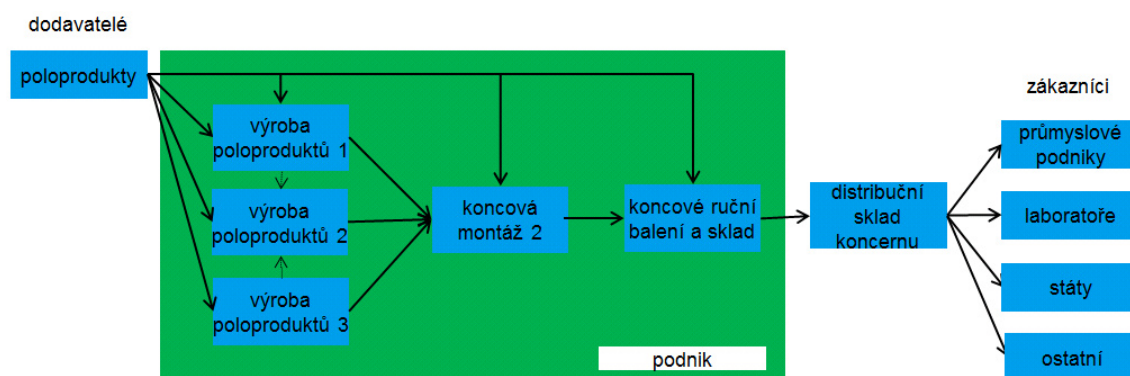 dodavatelé
poloprodukty
výroba
poloproduktů 1
výroba
poloproduktů 2
výroba
poloproduktů 3
koncová
montáž 2
koncové ruční
balení a sklad
podnik
distribuční
sklad
koncernu
zákazníci
průmyslové
podniky
laboratoře
státy
ostatní